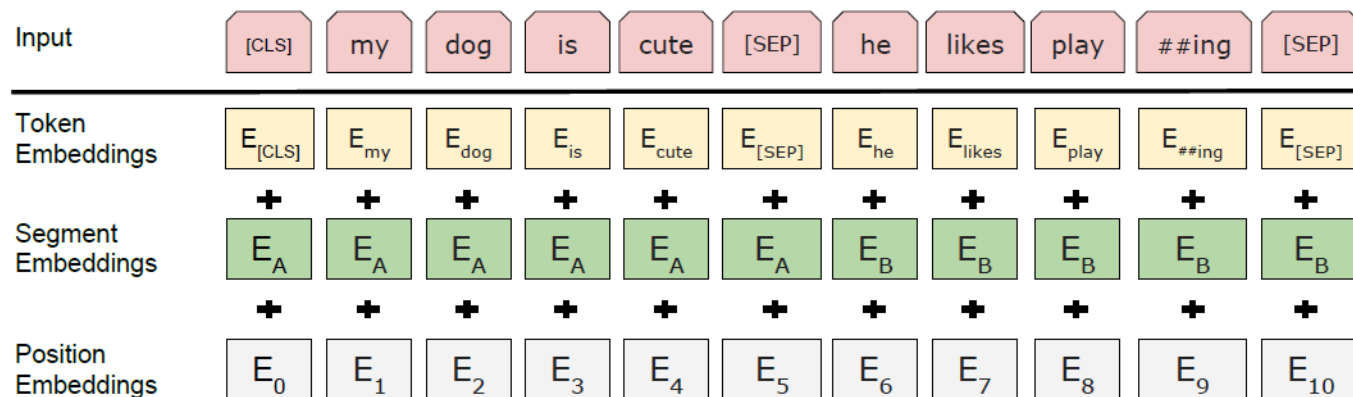 Input [CLS] my dog is cute [SEP] he likes play ##ing [SEP]
Token
Embeddings E[CLS] Emy Edog Eis Ecute E[SEP] Ehe Elikes Eplay E##ing E[SEP]
+ + + + + + + + + + +
Segment
Embeddings EA EA EA EA EA EA EB EB EB EB EB
+ + + + + + + + + + +
Position
Embeddings E0 E1 E2 E3 E4 E5 E6 E7 E8 E9 E10